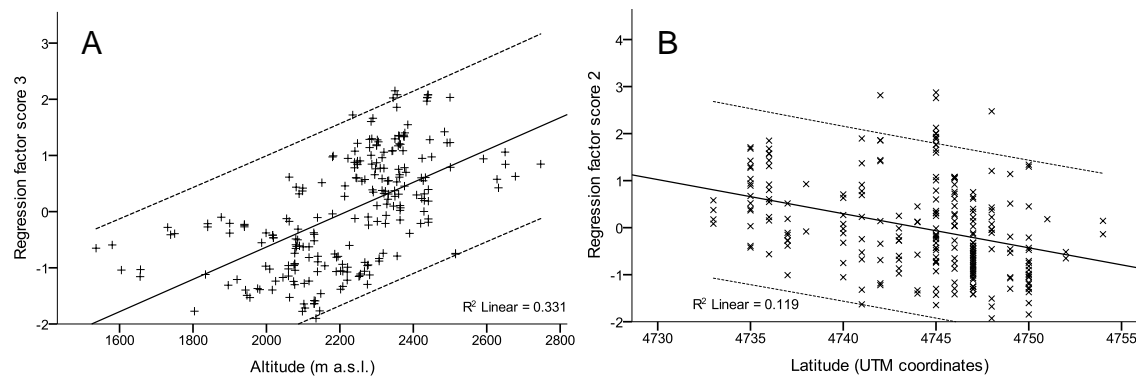 A
Regression factor score 3
3
2
1
0
-1
-2
R² Linear = 0.331
1600 1800 2000 2200 2400 2600 2800
Altitude (m a.s.l.)
B
Regression factor score 2
4
3
2
1
0
-1
-2
R² Linear = 0.119
4730 4735 4740 4745 4750 4755
Latitude (UTM coordinates)